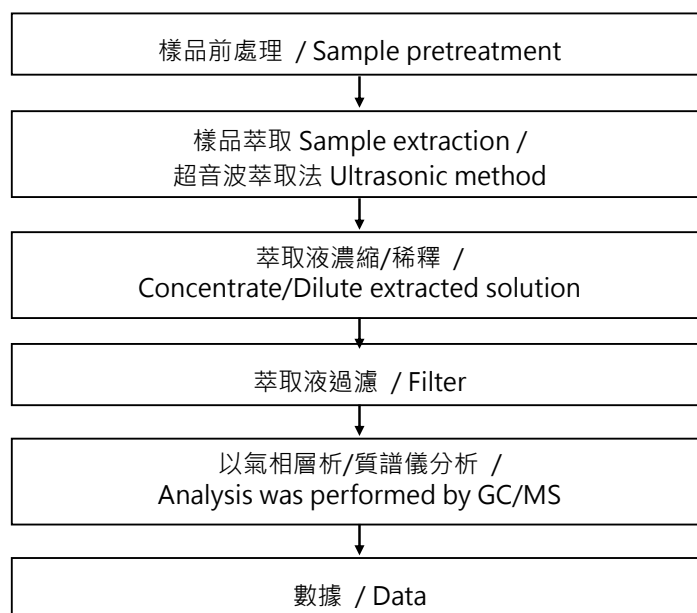 樣品前處理 / Sample pretreatment
樣品萃取 Sample extraction /
超音波萃取法 Ultrasonic method
萃取液濃縮/稀釋 /
Concentrate/Dilute extracted solution
萃取液過濾 / Filter
以氣相層析/質譜儀分析 /
Analysis was performed by GC/MS
數據 / Data